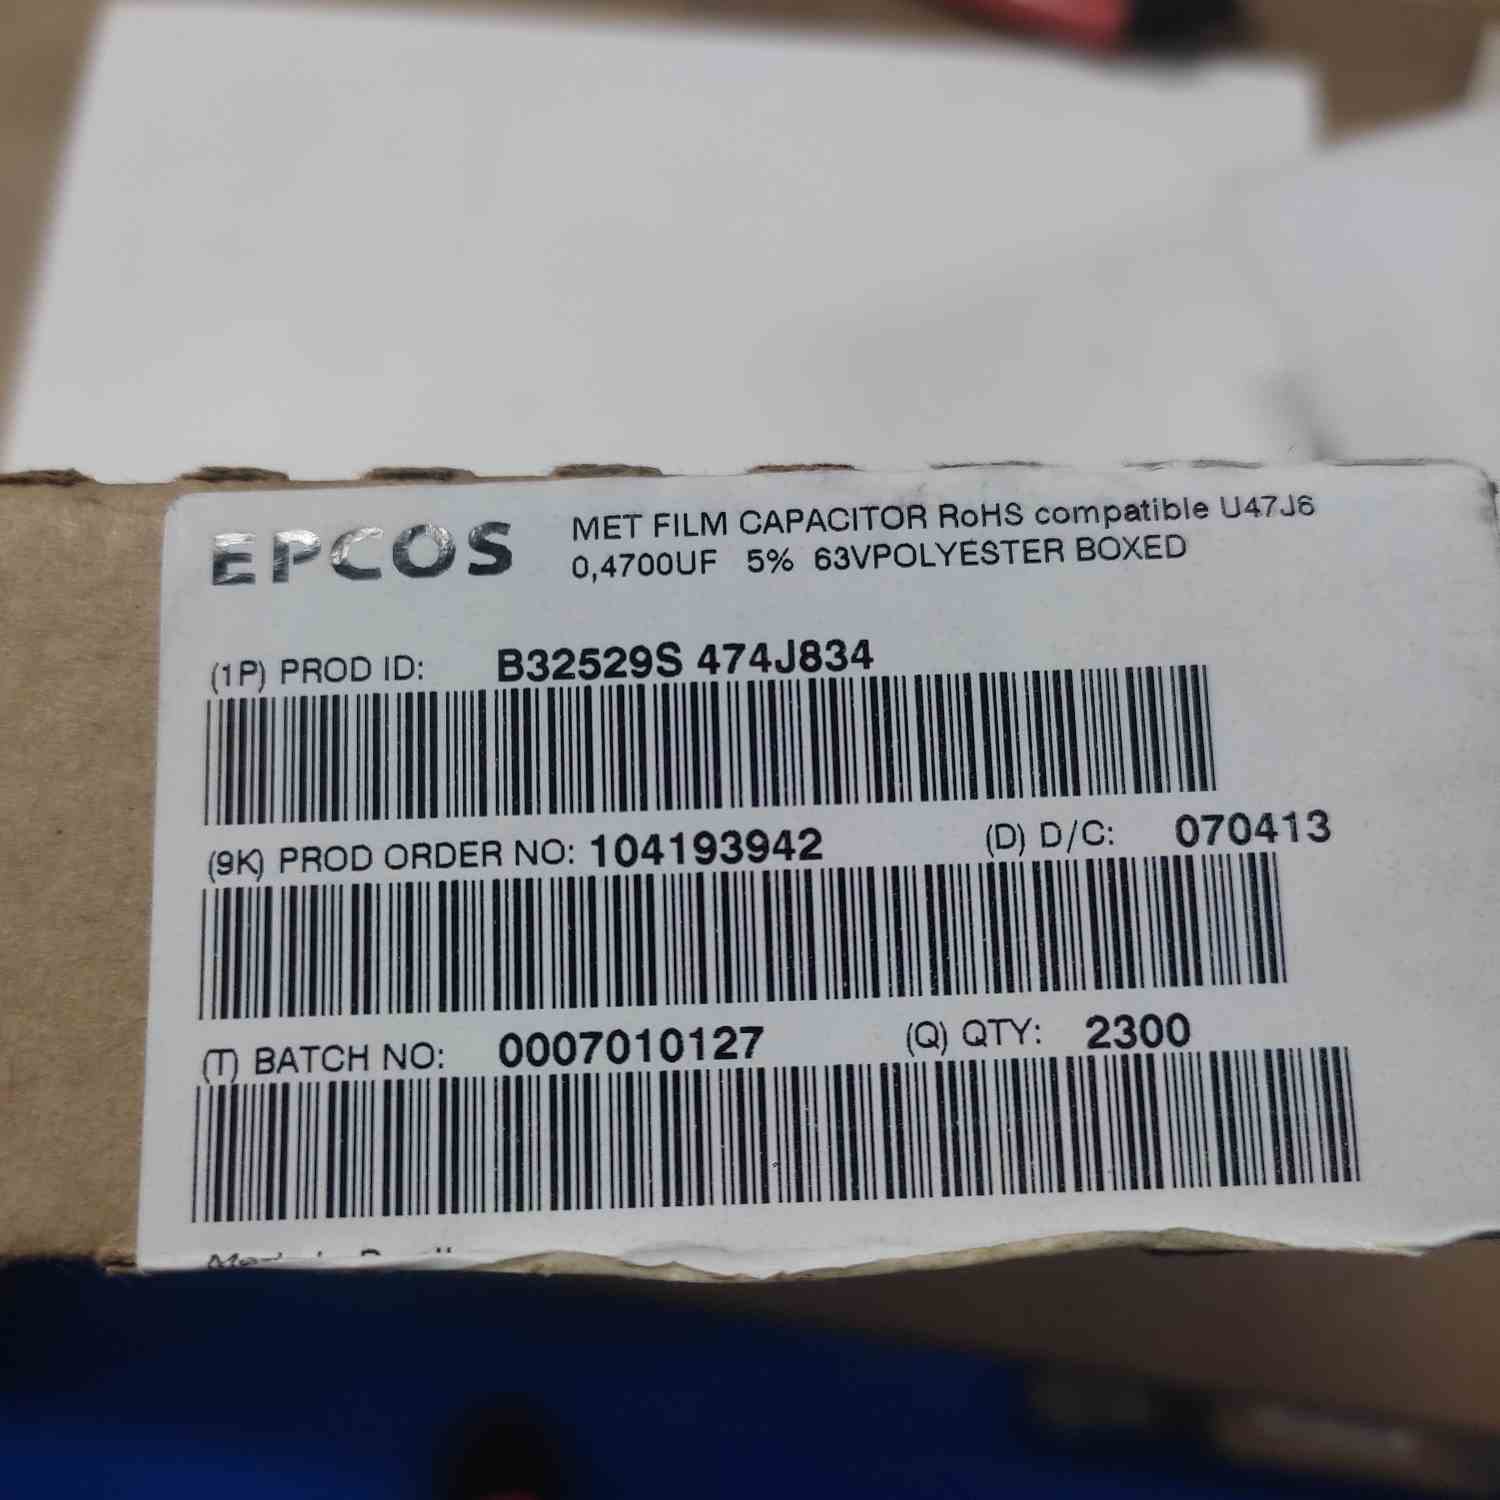 EPCOS
MET FILM CAPACITOR RoHS compatible U47J6
0,4700UF 5% 63VPOLYESTER BOXED
(1P) PROD ID: B32529S 474J834
(9K) PROD ORDER NO: 104193942 (D) D/C: 070413
(T) BATCH NO: 0007010127 (Q) QTY: 2300